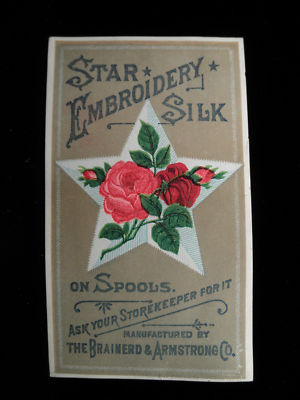 STAR
EMBROIDERY
SILK
ON SPOOLS.
ASK YOUR STOREKEEPER FOR IT
MANUFACTURED BY
THE BRAINERD & ARMSTRONG CO.